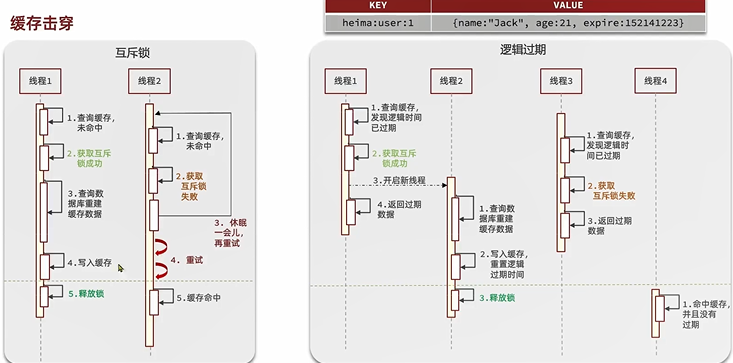 缓存击穿
KEY VALUE
heima:user:1 {name:"Jack", age:21, expire:152141223}
互斥锁
线程1
线程2
1.查询缓存,
未命中
2.获取互斥
锁成功
3.查询数
据库重建
缓存数据
4.写入缓存
5.释放锁
1.查询缓存,
未命中
2.获取
互斥锁
失败
3. 休眠
一会儿,
再重试
4. 重试
5.缓存命中
逻辑过期
线程1
线程2
线程3
线程4
1.查询缓存,
发现逻辑时间
已过期
2.获取互斥
锁成功
3.开启新线程
4.返回过期
数据
1.查询数
据库重建
缓存数据
2.写入缓存,
重置逻辑
过期时间
3.释放锁
1.查询缓存,
发现逻辑时
间已过期
2.获取
互斥锁失败
3.返回过期
数据
1.命中缓存,
并且没有
过期